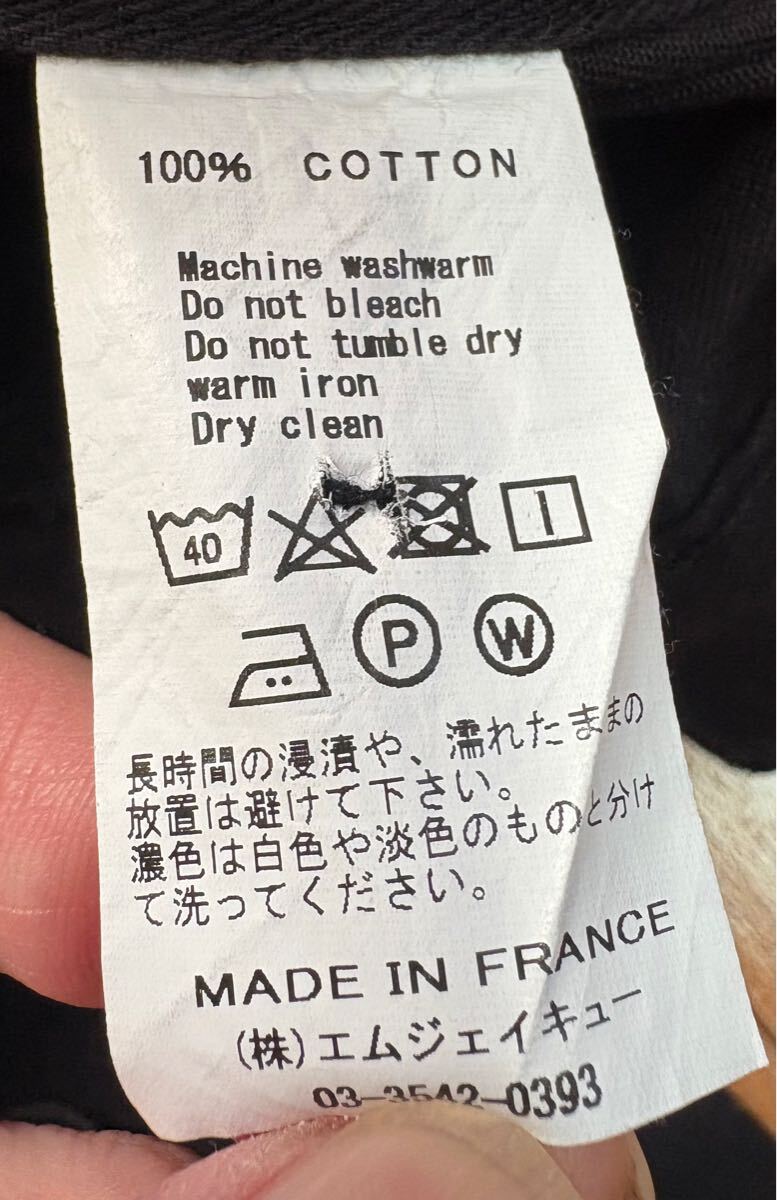 100% COTTON
Machine washwarm
Do not bleach
Do not tumble dry
warm iron
Dry clean
40
P W
長時間の浸漬や、濡れたままの
放置は避けて下さい。
濃色は白色や淡色のものと分け
て洗ってください。
MADE IN FRANCE
(株)エムジェイキュー
03-3542-0393